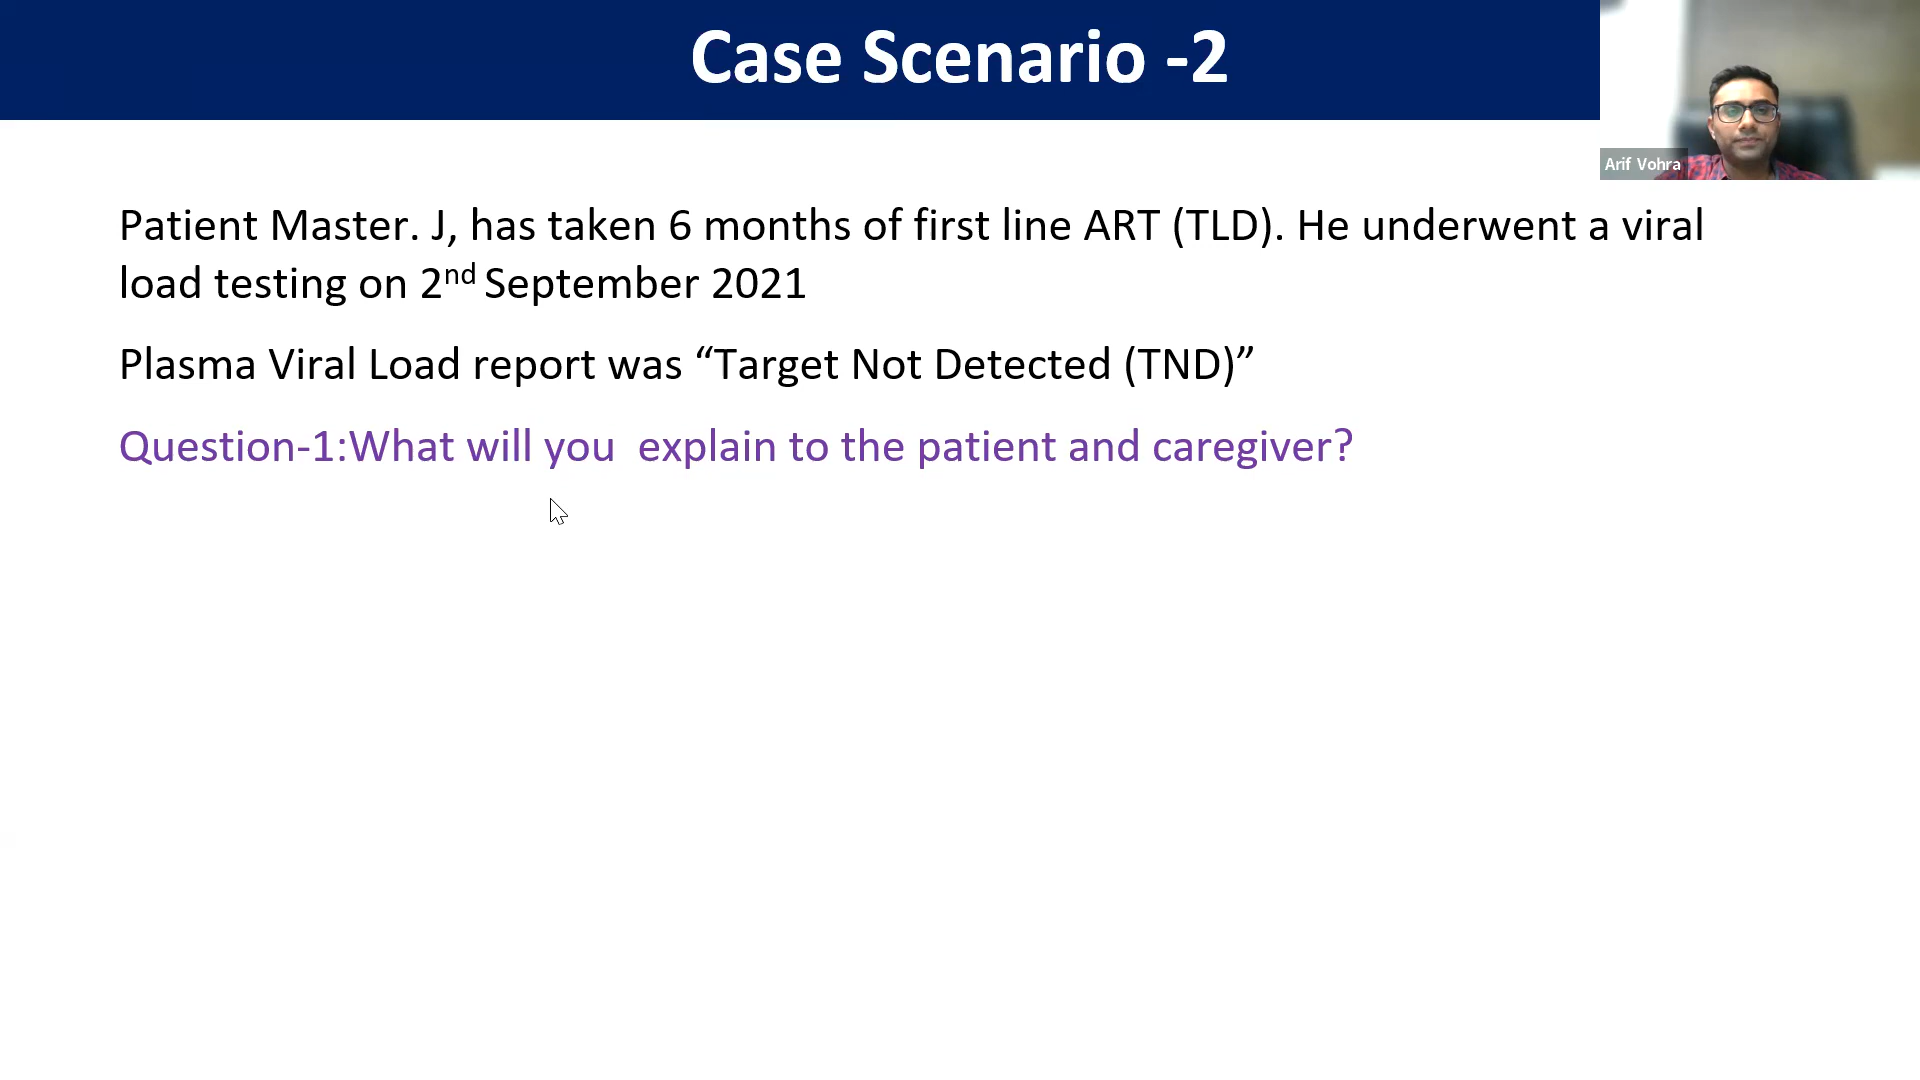 Case Scenario -2
Arif Vohra
Patient Master. J, has taken 6 months of first line ART (TLD). He underwent a viral
load testing on 2nd September 2021
Plasma Viral Load report was “Target Not Detected (TND)”
Question-1:What will you  explain to the patient and caregiver?